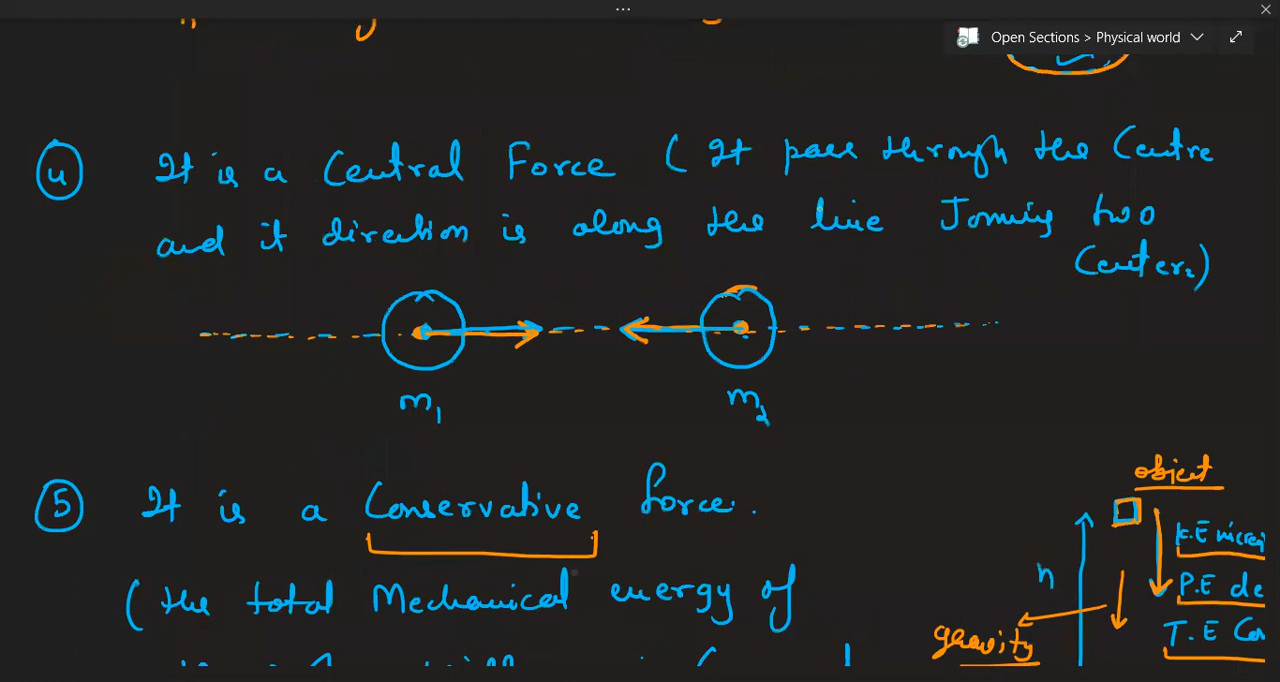 Open Sections > Physical world
④ It is a Central Force ( It pass through the Centre
and it direction is along the line Joining two
Centers)
m1 m2
⑤ It is a Conservative force.
object
K.E incre
h
( the total Mechanical energy of
P.E de
T.E Con
gravity